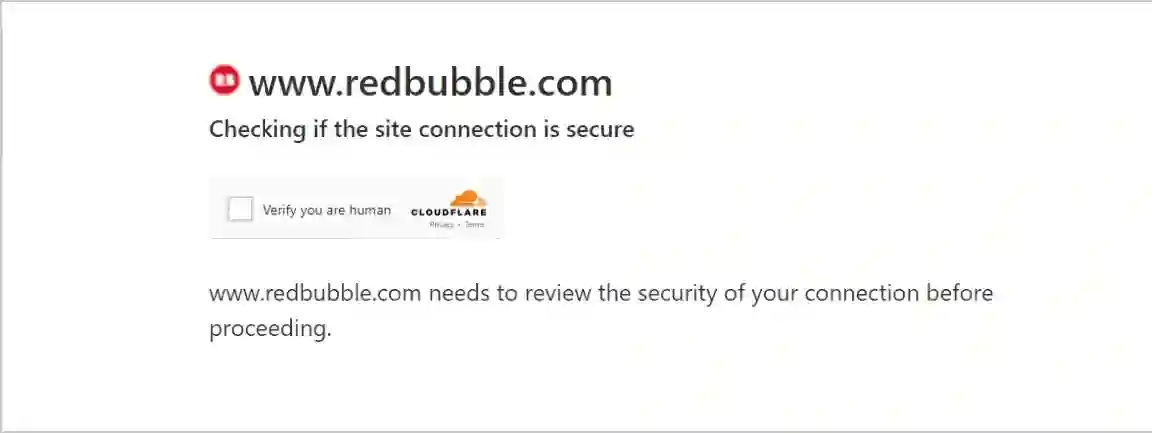 RB
www.redbubble.com
Checking if the site connection is secure
Verify you are human
CLOUDFLARE
Privacy • Terms
www.redbubble.com needs to review the security of your connection before
proceeding.